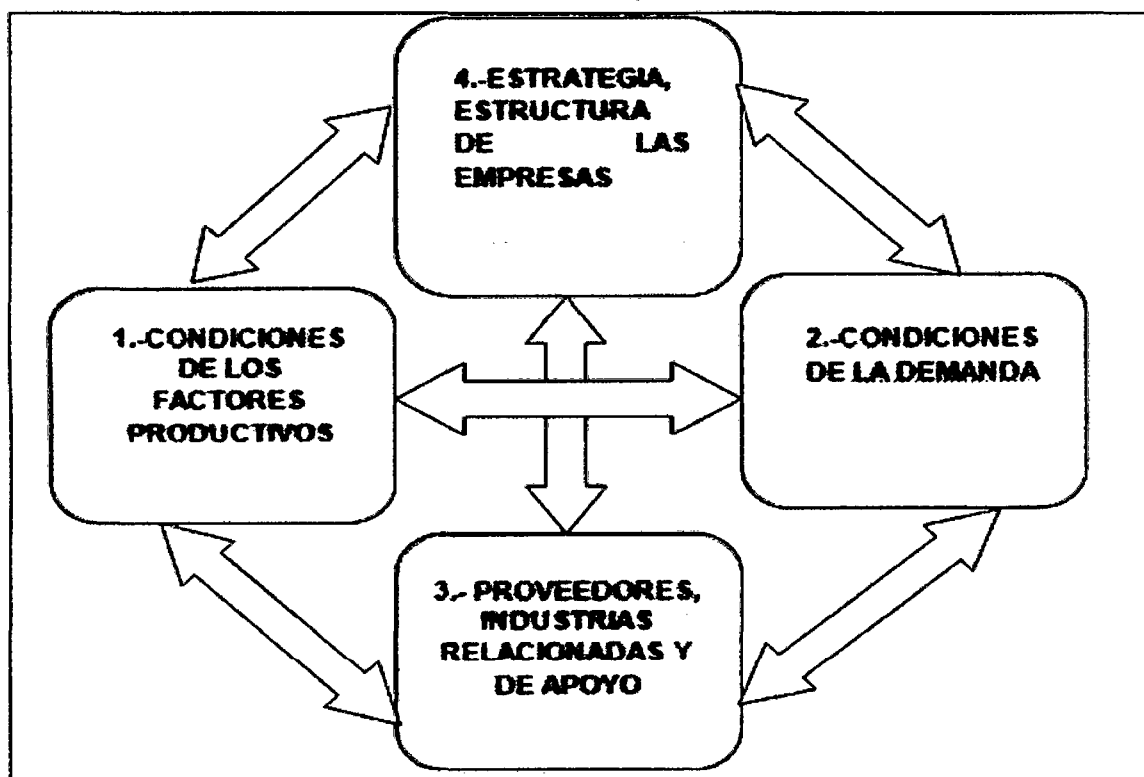 4.-ESTRATEGIA,
ESTRUCTURA
DE LAS
EMPRESAS
1.-CONDICIONES
DE LOS
FACTORES
PRODUCTIVOS
2.-CONDICIONES
DE LA DEMANDA
3.- PROVEEDORES,
INDUSTRIAS
RELACIONADAS Y
DE APOYO